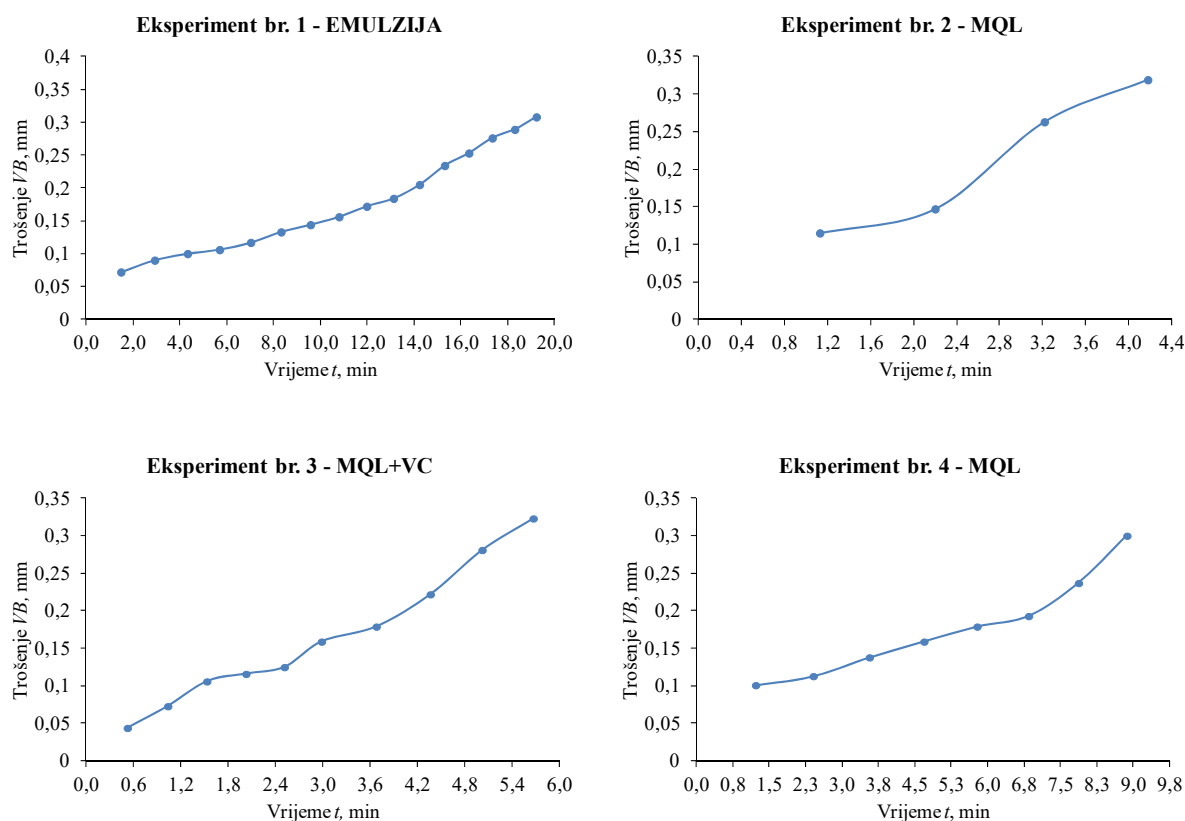 Eksperiment br. 1 - EMULZIJA
Trošenje VB, mm
0,4
0,35
0,3
0,25
0,2
0,15
0,1
0,05
0
0,0 2,0 4,0 6,0 8,0 10,0 12,0 14,0 16,0 18,0 20,0
Vrijeme t, min
Eksperiment br. 2 - MQL
Trošenje VB, mm
0,35
0,3
0,25
0,2
0,15
0,1
0,05
0
0,0 0,4 0,8 1,2 1,6 2,0 2,4 2,8 3,2 3,6 4,0 4,4
Vrijeme t, min
Eksperiment br. 3 - MQL+VC
Trošenje VB, mm
0,35
0,3
0,25
0,2
0,15
0,1
0,05
0
0,0 0,6 1,2 1,8 2,4 3,0 3,6 4,2 4,8 5,4 6,0
Vrijeme t, min
Eksperiment br. 4 - MQL
Trošenje VB, mm
0,35
0,3
0,25
0,2
0,15
0,1
0,05
0
0,0 0,8 1,5 2,3 3,0 3,8 4,5 5,3 6,0 6,8 7,5 8,3 9,0 9,8
Vrijeme t, min